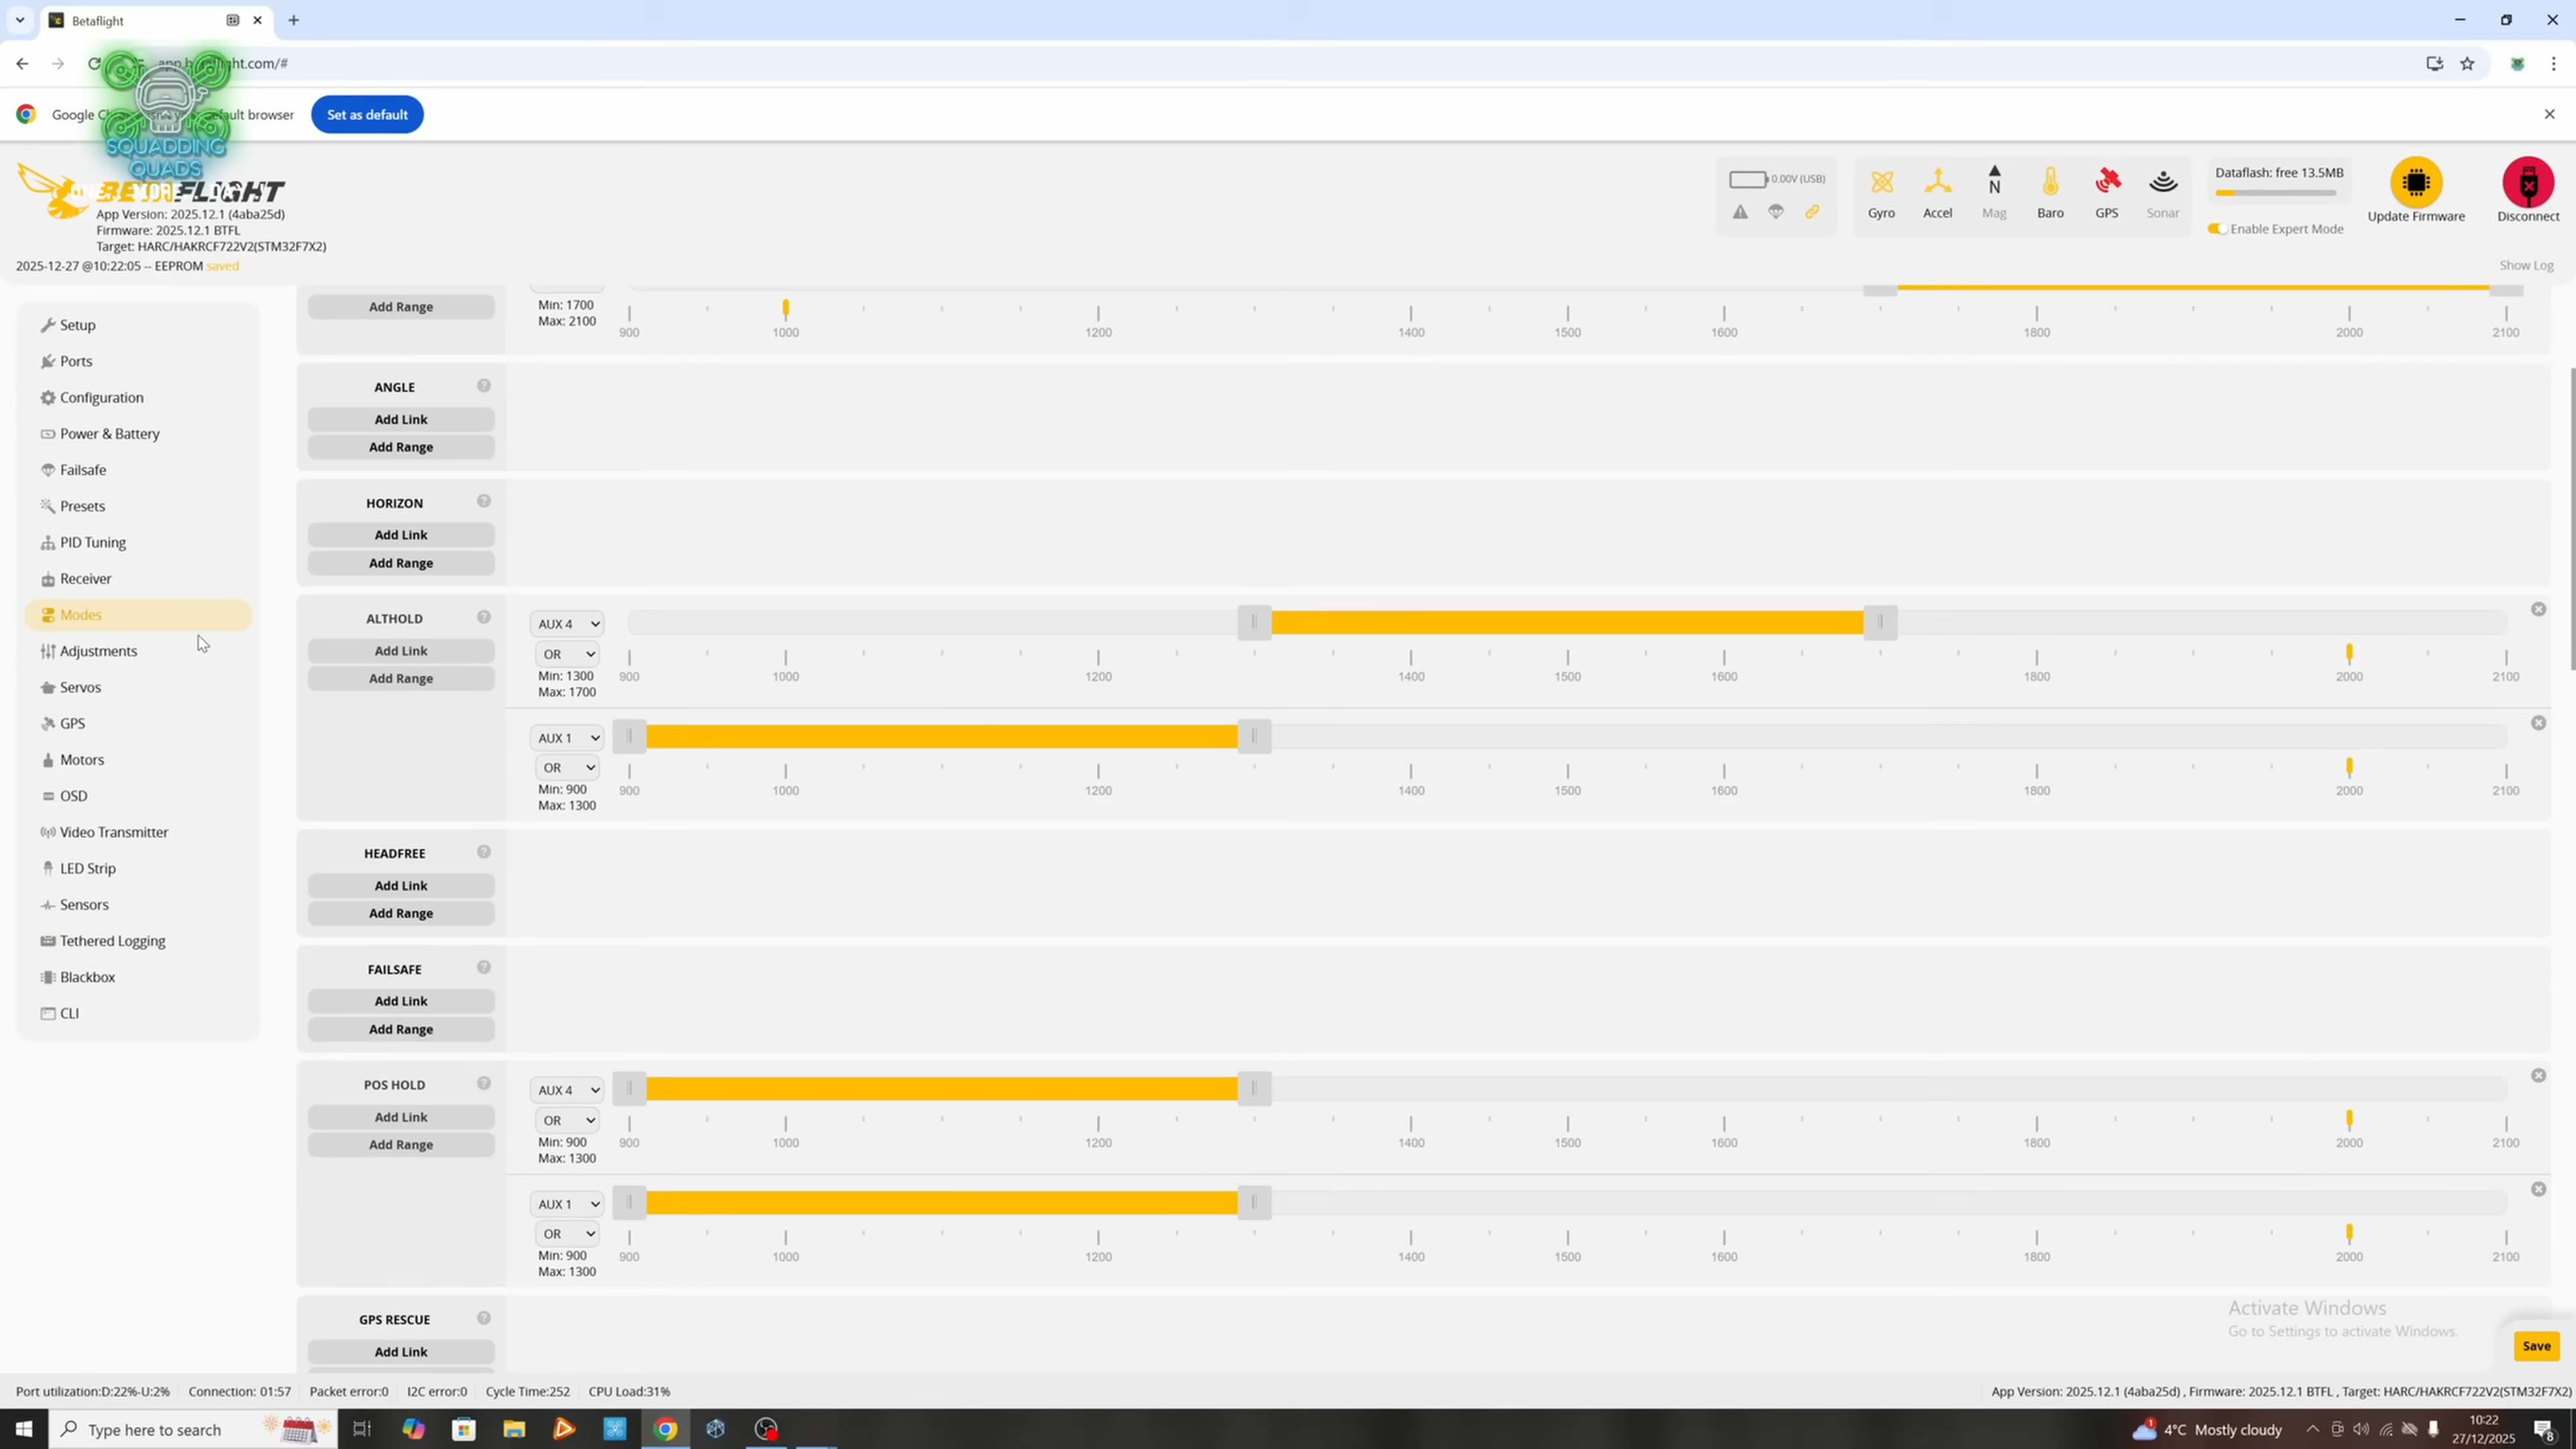 Betaflight
app.b flight.com/#
Google C default browser
Set as default
SQUADDING
QUADS
ONE MORE
FLIGHT
App Version: 2025.12.1 (4aba25d)
Firmware: 2025.12.1 BTFL
Target: HARC/HAKRCF722V2(STM32F7X2)
2025-12-27 @10:22:05 -- EEPROM saved
0.00V (USB)
Gyro Accel Mag Baro GPS Sonar
N
Dataflash: free 13.5MB
Enable Expert Mode
Update Firmware
Disconnect
Show Log
Setup
Ports
Configuration
Power & Battery
Failsafe
Presets
PID Tuning
Receiver
Modes
Adjustments
Servos
GPS
Motors
OSD
Video Transmitter
LED Strip
Sensors
Tethered Logging
Blackbox
CLI
Add Range
Min: 1700
Max: 2100
900 1000 1200 1400 1500 1600 1800 2000 2100
ANGLE
Add Link
Add Range
HORIZON
Add Link
Add Range
ALTHOLD
Add Link
Add Range
AUX 4
OR
Min: 1300
Max: 1700
900 1000 1200 1400 1500 1600 1800 2000 2100
AUX 1
OR
Min: 900
Max: 1300
900 1000 1200 1400 1500 1600 1800 2000 2100
HEADFREE
Add Link
Add Range
FAILSAFE
Add Link
Add Range
POS HOLD
Add Link
Add Range
AUX 4
OR
Min: 900
Max: 1300
900 1000 1200 1400 1500 1600 1800 2000 2100
AUX 1
OR
Min: 900
Max: 1300
900 1000 1200 1400 1500 1600 1800 2000 2100
GPS RESCUE
Add Link
Activate Windows
Go to Settings to activate Windows.
Save
Port utilization:D:22%-U:2% Connection: 01:57 Packet error:0 I2C error:0 Cycle Time:252 CPU Load:31%
App Version: 2025.12.1 (4aba25d) , Firmware: 2025.12.1 BTFL , Target: HARC/HAKRCF722V2(STM32F7X2)
Type here to search
1
4°C Mostly cloudy
10:22
27/12/2025
8